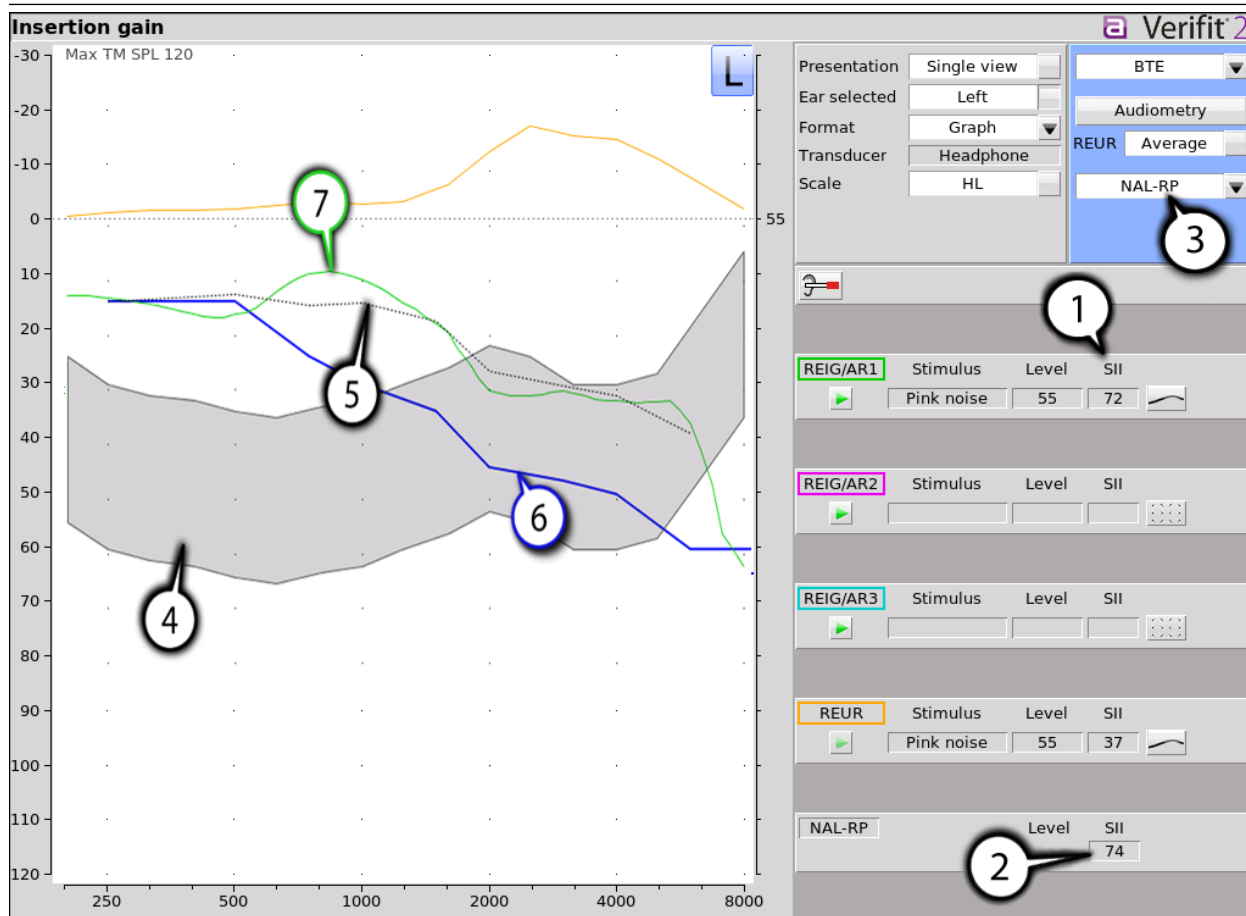 Insertion gain
a Verifit 2
Max TM SPL 120
L
-30
-20
-10
0
10
20
30
40
50
60
70
80
90
100
110
120
250
500
1000
2000
4000
8000
55
7
5
6
4
Presentation Single view
Ear selected Left
Format Graph
Transducer Headphone
Scale HL
BTE
Audiometry
REUR Average
NAL-RP
3
1
REIG/AR1 Stimulus Level SII
Pink noise 55 72
REIG/AR2 Stimulus Level SII
REIG/AR3 Stimulus Level SII
REUR Stimulus Level SII
Pink noise 55 37
NAL-RP Level SII
74
2